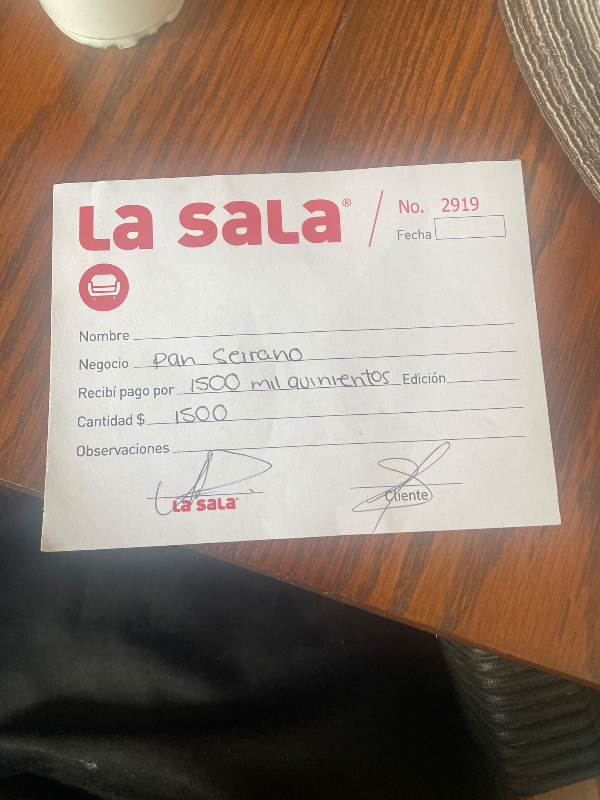 La sala® / No. 2919
Fecha
Nombre
Negocio Pan Serrano
Recibí pago por 1500 mil quinientos Edición
Cantidad $ 1500
Observaciones
La sala Cliente